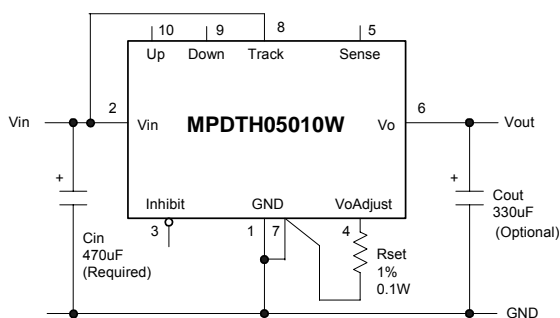 10
9
8
5
Up
Down
Track
Sense
Vin
2
Vin
MPDTH05010W
Vo
6
Vout
+
+
Inhibit
GND
VoAdjust
3
1
7
4
Cin
470uF
(Required)
Rset
1%
0.1W
Cout
330uF
(Optional)
GND